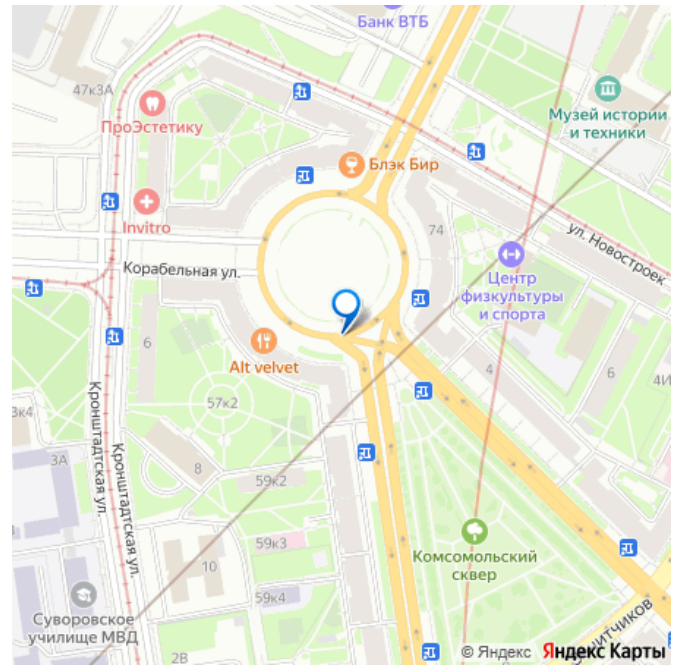 Банк ВТБ
47к3А
ПроЭстетику
Музей истории
и техники
Блэк Бир
Invitro
74
ул. Новостроек
Корабельная ул.
Центр
физкультуры
и спорта
6
Alt velvet
4
6
4И
57к2
3к4
Кронштадтская ул.
Кронштадтская ул.
3А
8
59к2
Комсомольский
сквер
59к3
10
59к4
Суворовское
училище МВД
2В
© Яндекс Яндекс Карты